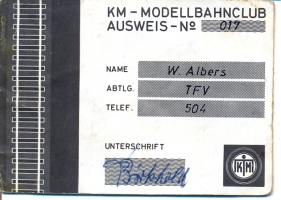 KM-MODELLBAHNCLUB
AUSWEIS-No 017
NAME W. Albers
ABTLG. TFV
TELEF. 504
UNTERSCHRIFT
KM